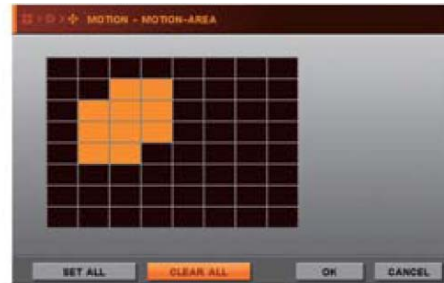 MOTION - MOTION-AREA
SET ALL
CLEAR ALL
OK
CANCEL